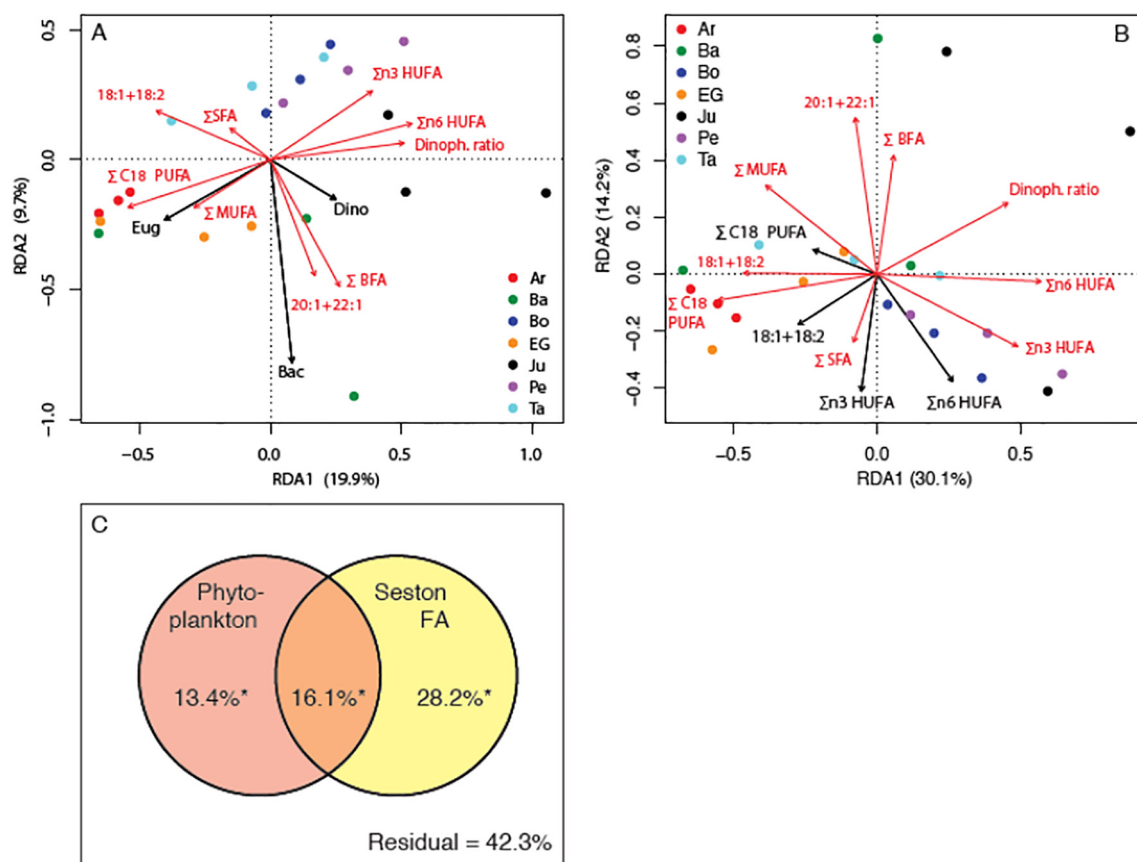 A
0.5
0.0
−0.5
−1.0
RDA2 (9.7%)
Σn3 HUFA
18:1+18:2
ΣSFA
Σn6 HUFA
Dinoph. ratio
Σ C18 PUFA
Σ MUFA
Eug
Dino
Σ BFA
20:1+22:1
Bac
Ar
Ba
Bo
EG
Ju
Pe
Ta
−0.5 0.0 0.5 1.0
RDA1 (19.9%)
B
Ar
Ba
Bo
EG
Ju
Pe
Ta
0.8
0.6
0.4
0.2
0.0
−0.2
−0.4
RDA2 (14.2%)
20:1+22:1
Σ BFA
Σ MUFA
Dinoph. ratio
Σ C18 PUFA
18:1+18:2
Σn6 HUFA
Σ C18
PUFA
18:1+18:2
Σ SFA
Σn3 HUFA
Σn3 HUFA
Σn6 HUFA
−0.5 0.0 0.5
RDA1 (30.1%)
C
Phyto-
plankton
Seston
FA
13.4%* 16.1%* 28.2%*
Residual = 42.3%